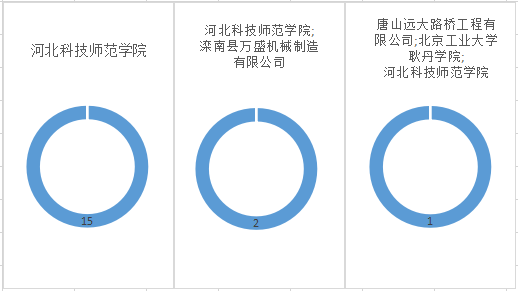 河北科技师范学院
15
河北科技师范学院;
滦南县万盛机械制造
有限公司
2
唐山远大路桥工程有
限公司;北京工业大学
耿丹学院;
河北科技师范学院
1